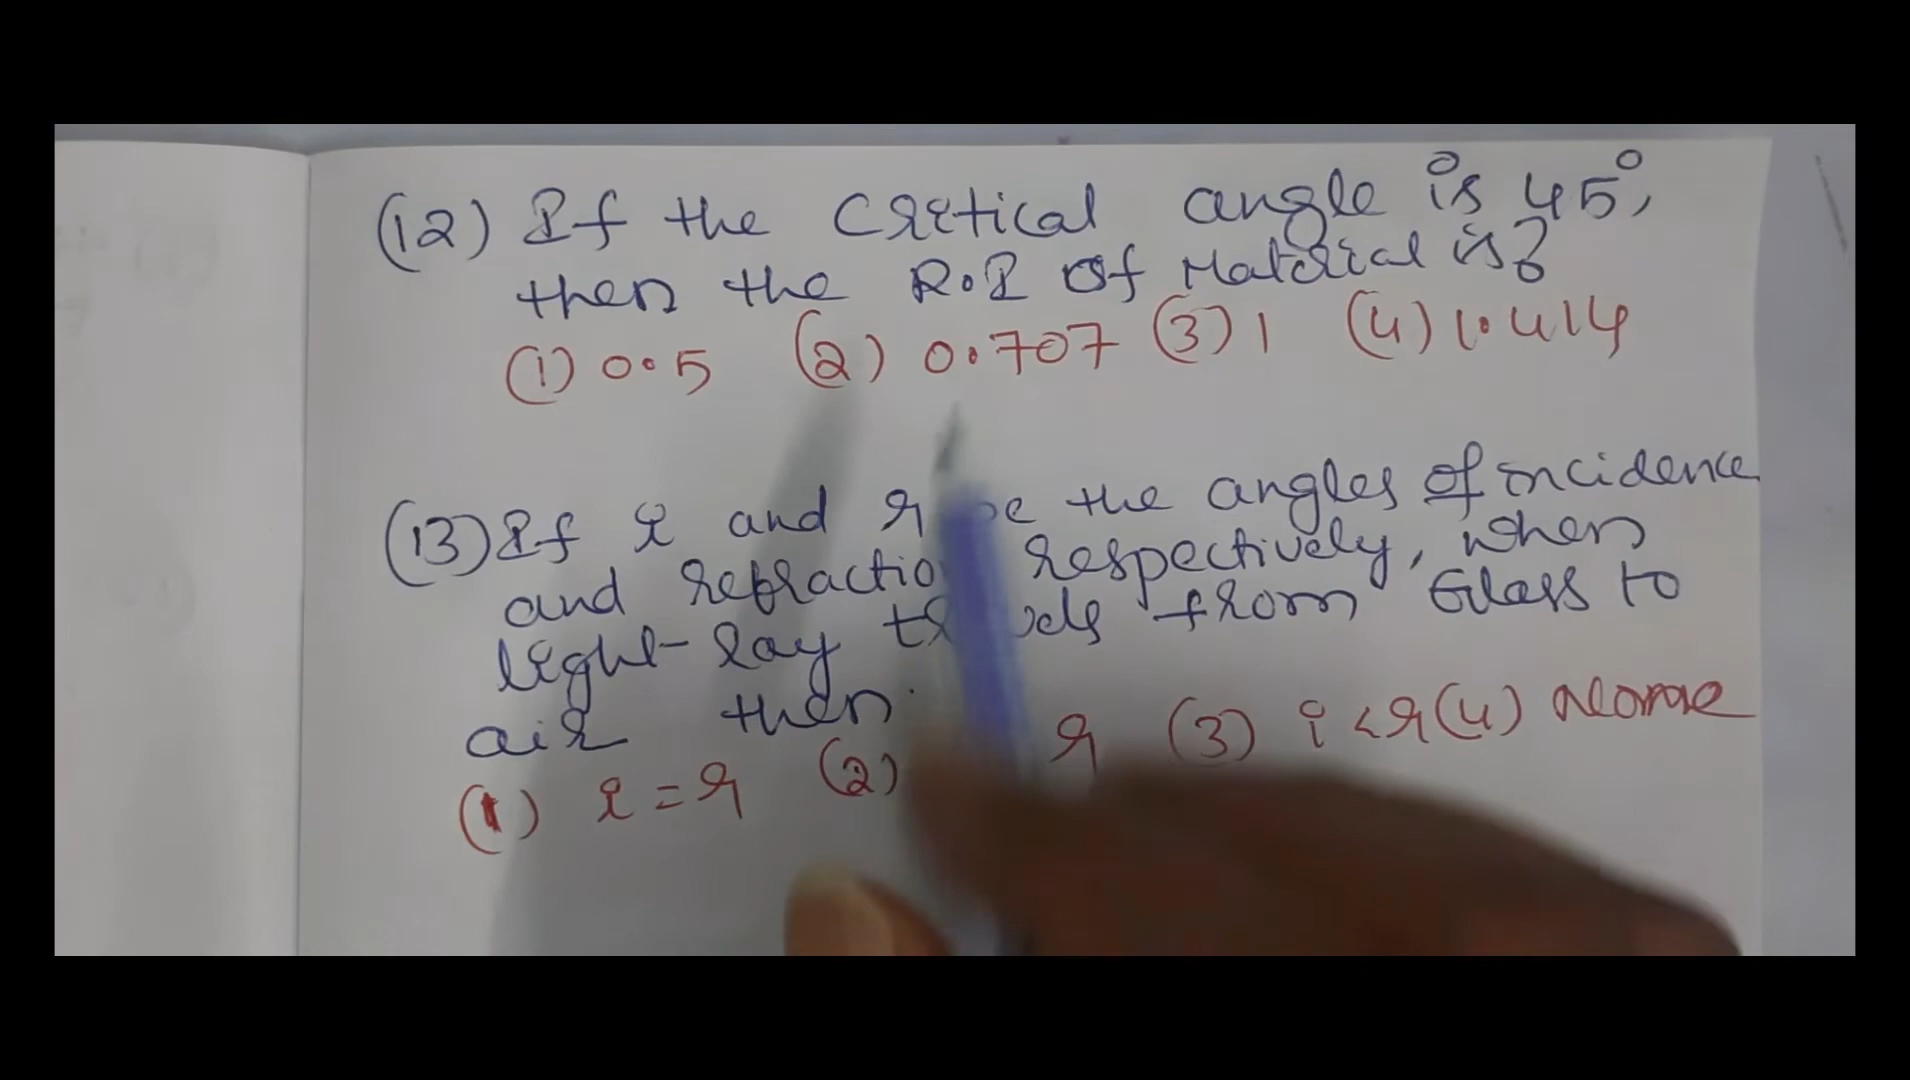 (12) If the Critical angle is 45°,
then the R.I of Material is?
(1) 0.5 (2) 0.707 (3) 1 (4) 1.414
(13) If i and r the angles of incidence
and refraction respectively, when
light-ray from Glass to
air then
(1) i = r (2) r (3) i < r (4) None